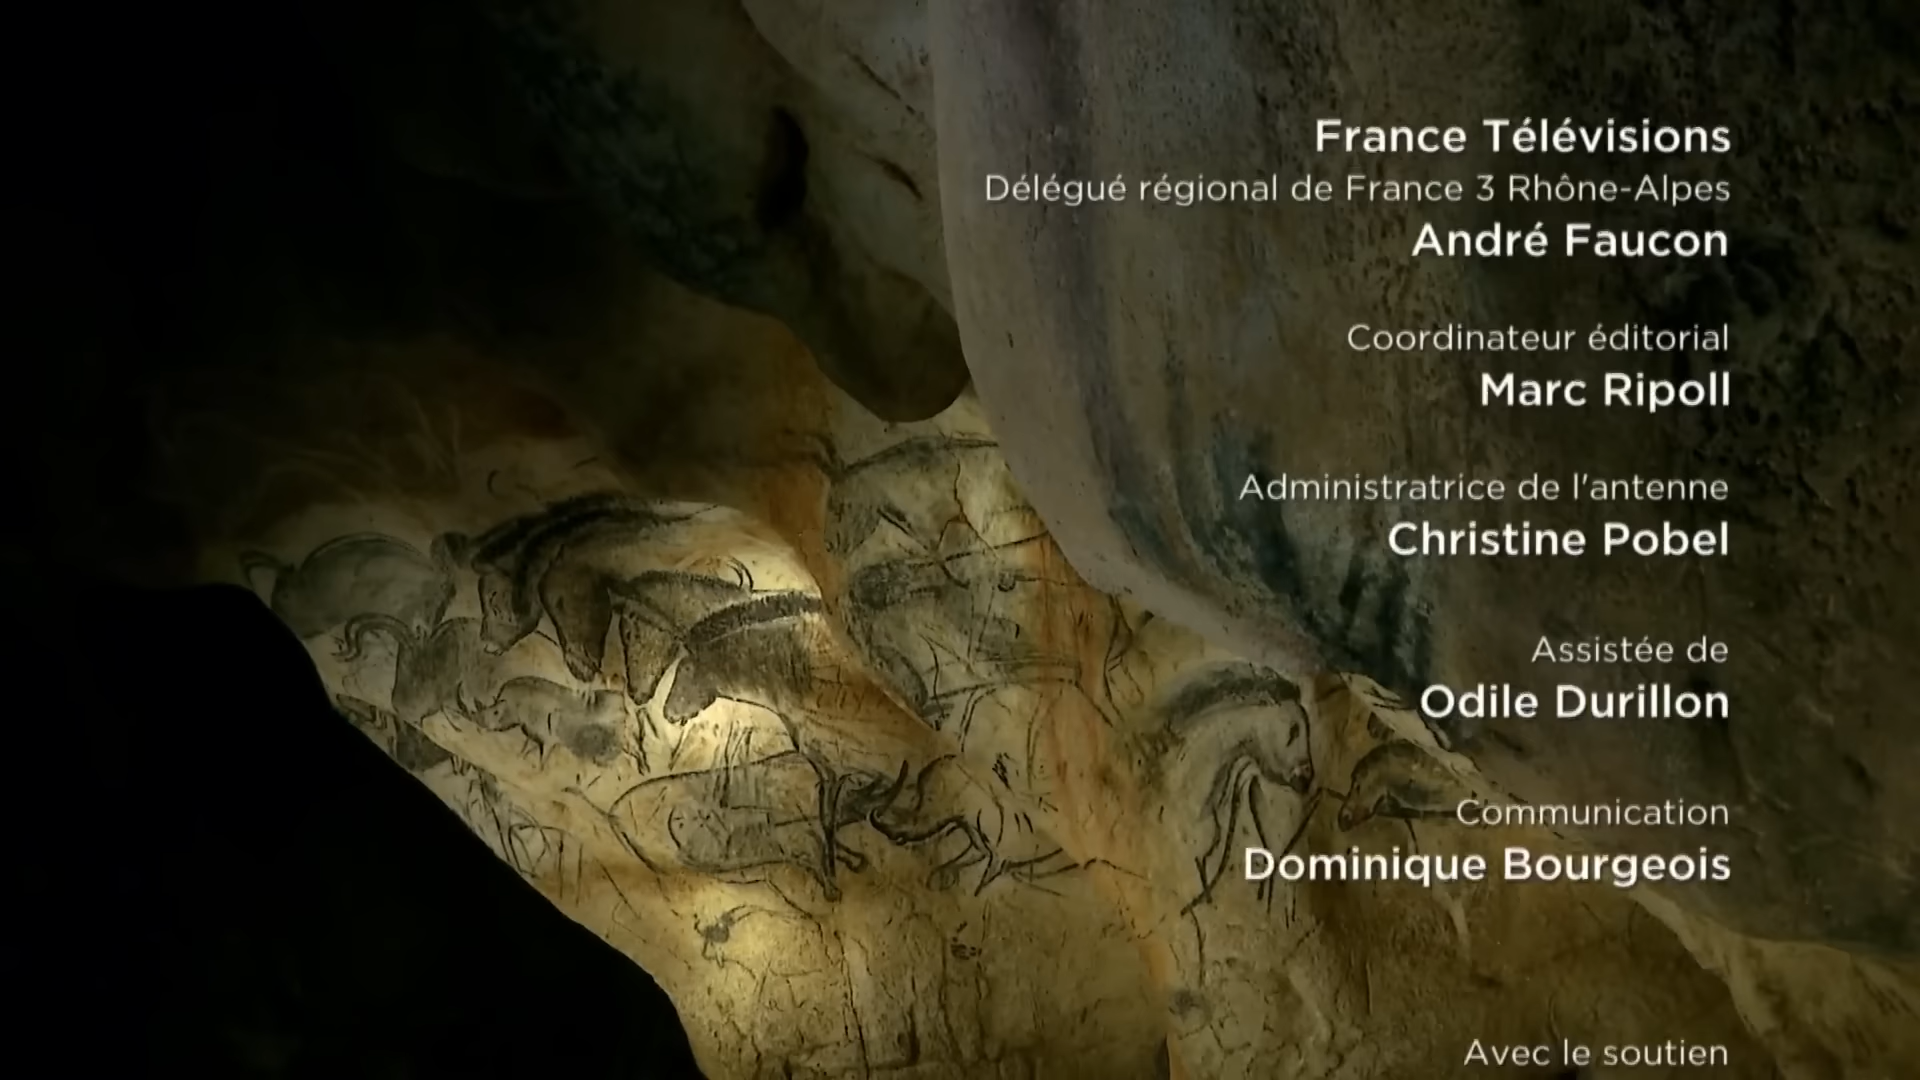 France Télévisions
Délégué régional de France 3 Rhône-Alpes
André Faucon
Coordinateur éditorial
Marc Ripoll
Administratrice de l'antenne
Christine Pobel
Assistée de
Odile Durillon
Communication
Dominique Bourgeois
Avec le soutien